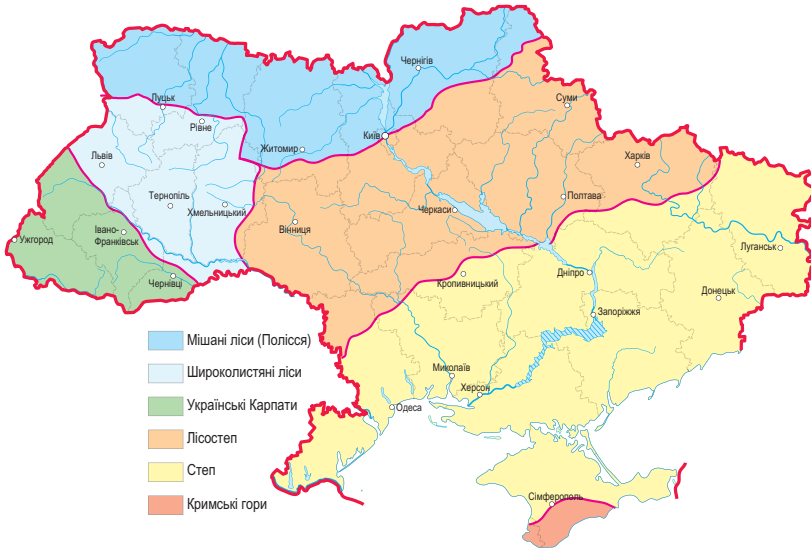 Чернігів
Луцьк
Суми
Рівне
Київ
Житомир
Львів
Харків
Тернопіль
Полтава
Хмельницький
Черкаси
Вінниця
Івано-
Франківськ
Ужгород
Луганськ
Чернівці
Кропивницький
Дніпро
Донецьк
Запоріжжя
Мішані ліси (Полісся)
Широколистяні ліси
Миколаїв
Херсон
Українські Карпати
Одеса
Лісостеп
Степ
Сімферополь
Кримські гори